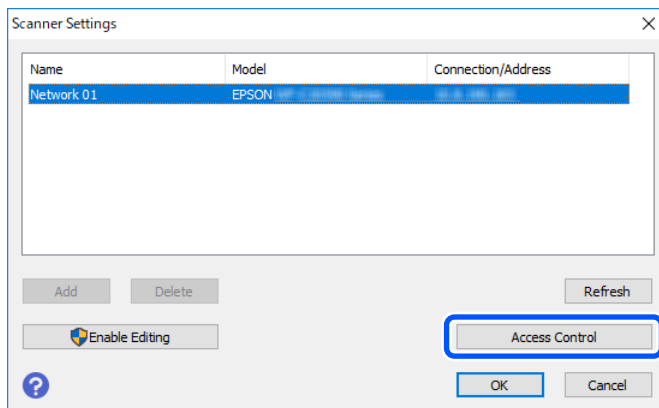 Scanner Settings
Name Model Connection/Address
Network 01 EPSON
Add Delete Refresh
Enable Editing Access Control
OK Cancel